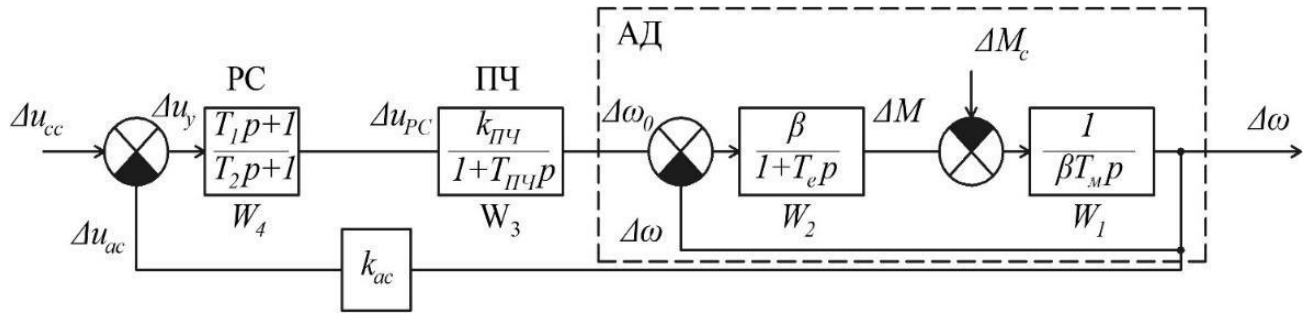 АД
ΔM_c
РС
ПЧ
Δu_cc
Δu_y
T_1p+1
T_2p+1
Δu_PC
k_ПЧ
1+T_ПЧp
Δω_0
β
1+T_ep
ΔM
1
βT_мp
Δω
W_4
W_3
W_2
W_1
Δu_ac
Δω
k_ac